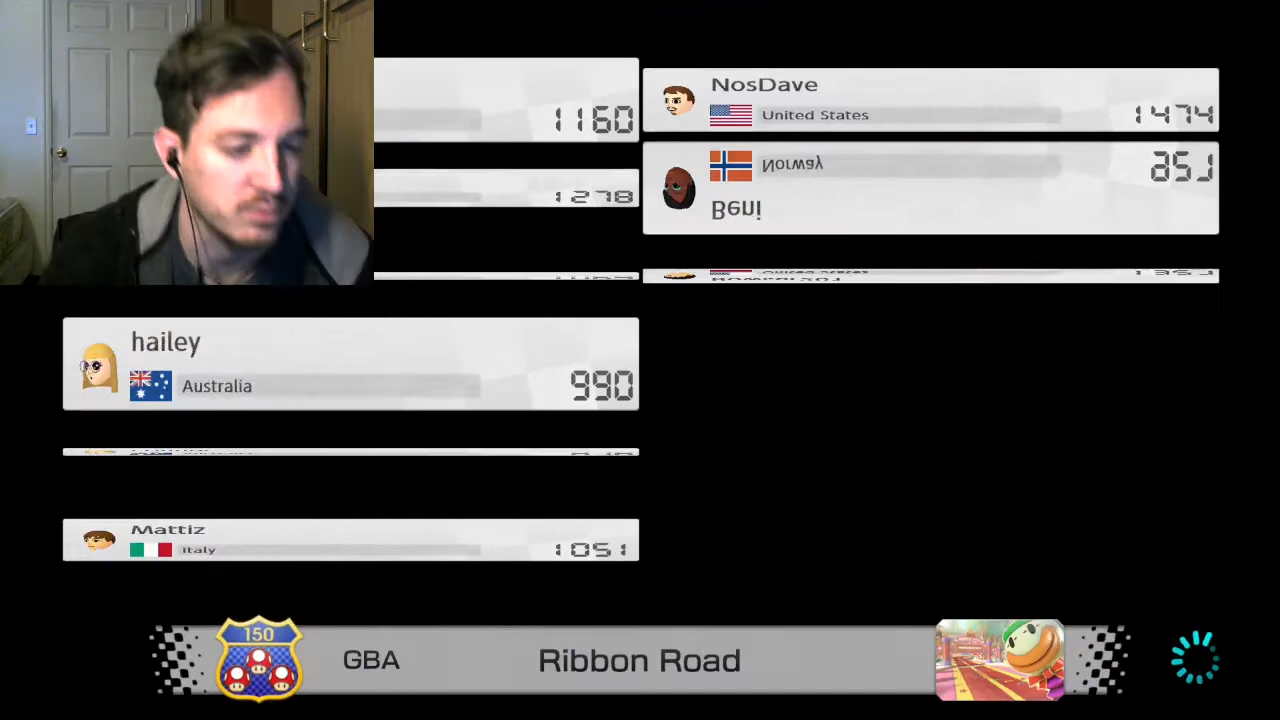 1160
1278
hailey
Australia
990
Mattiz
Italy
1051
NosDave
United States
1474
Norway
Beni
150
GBA
Ribbon Road